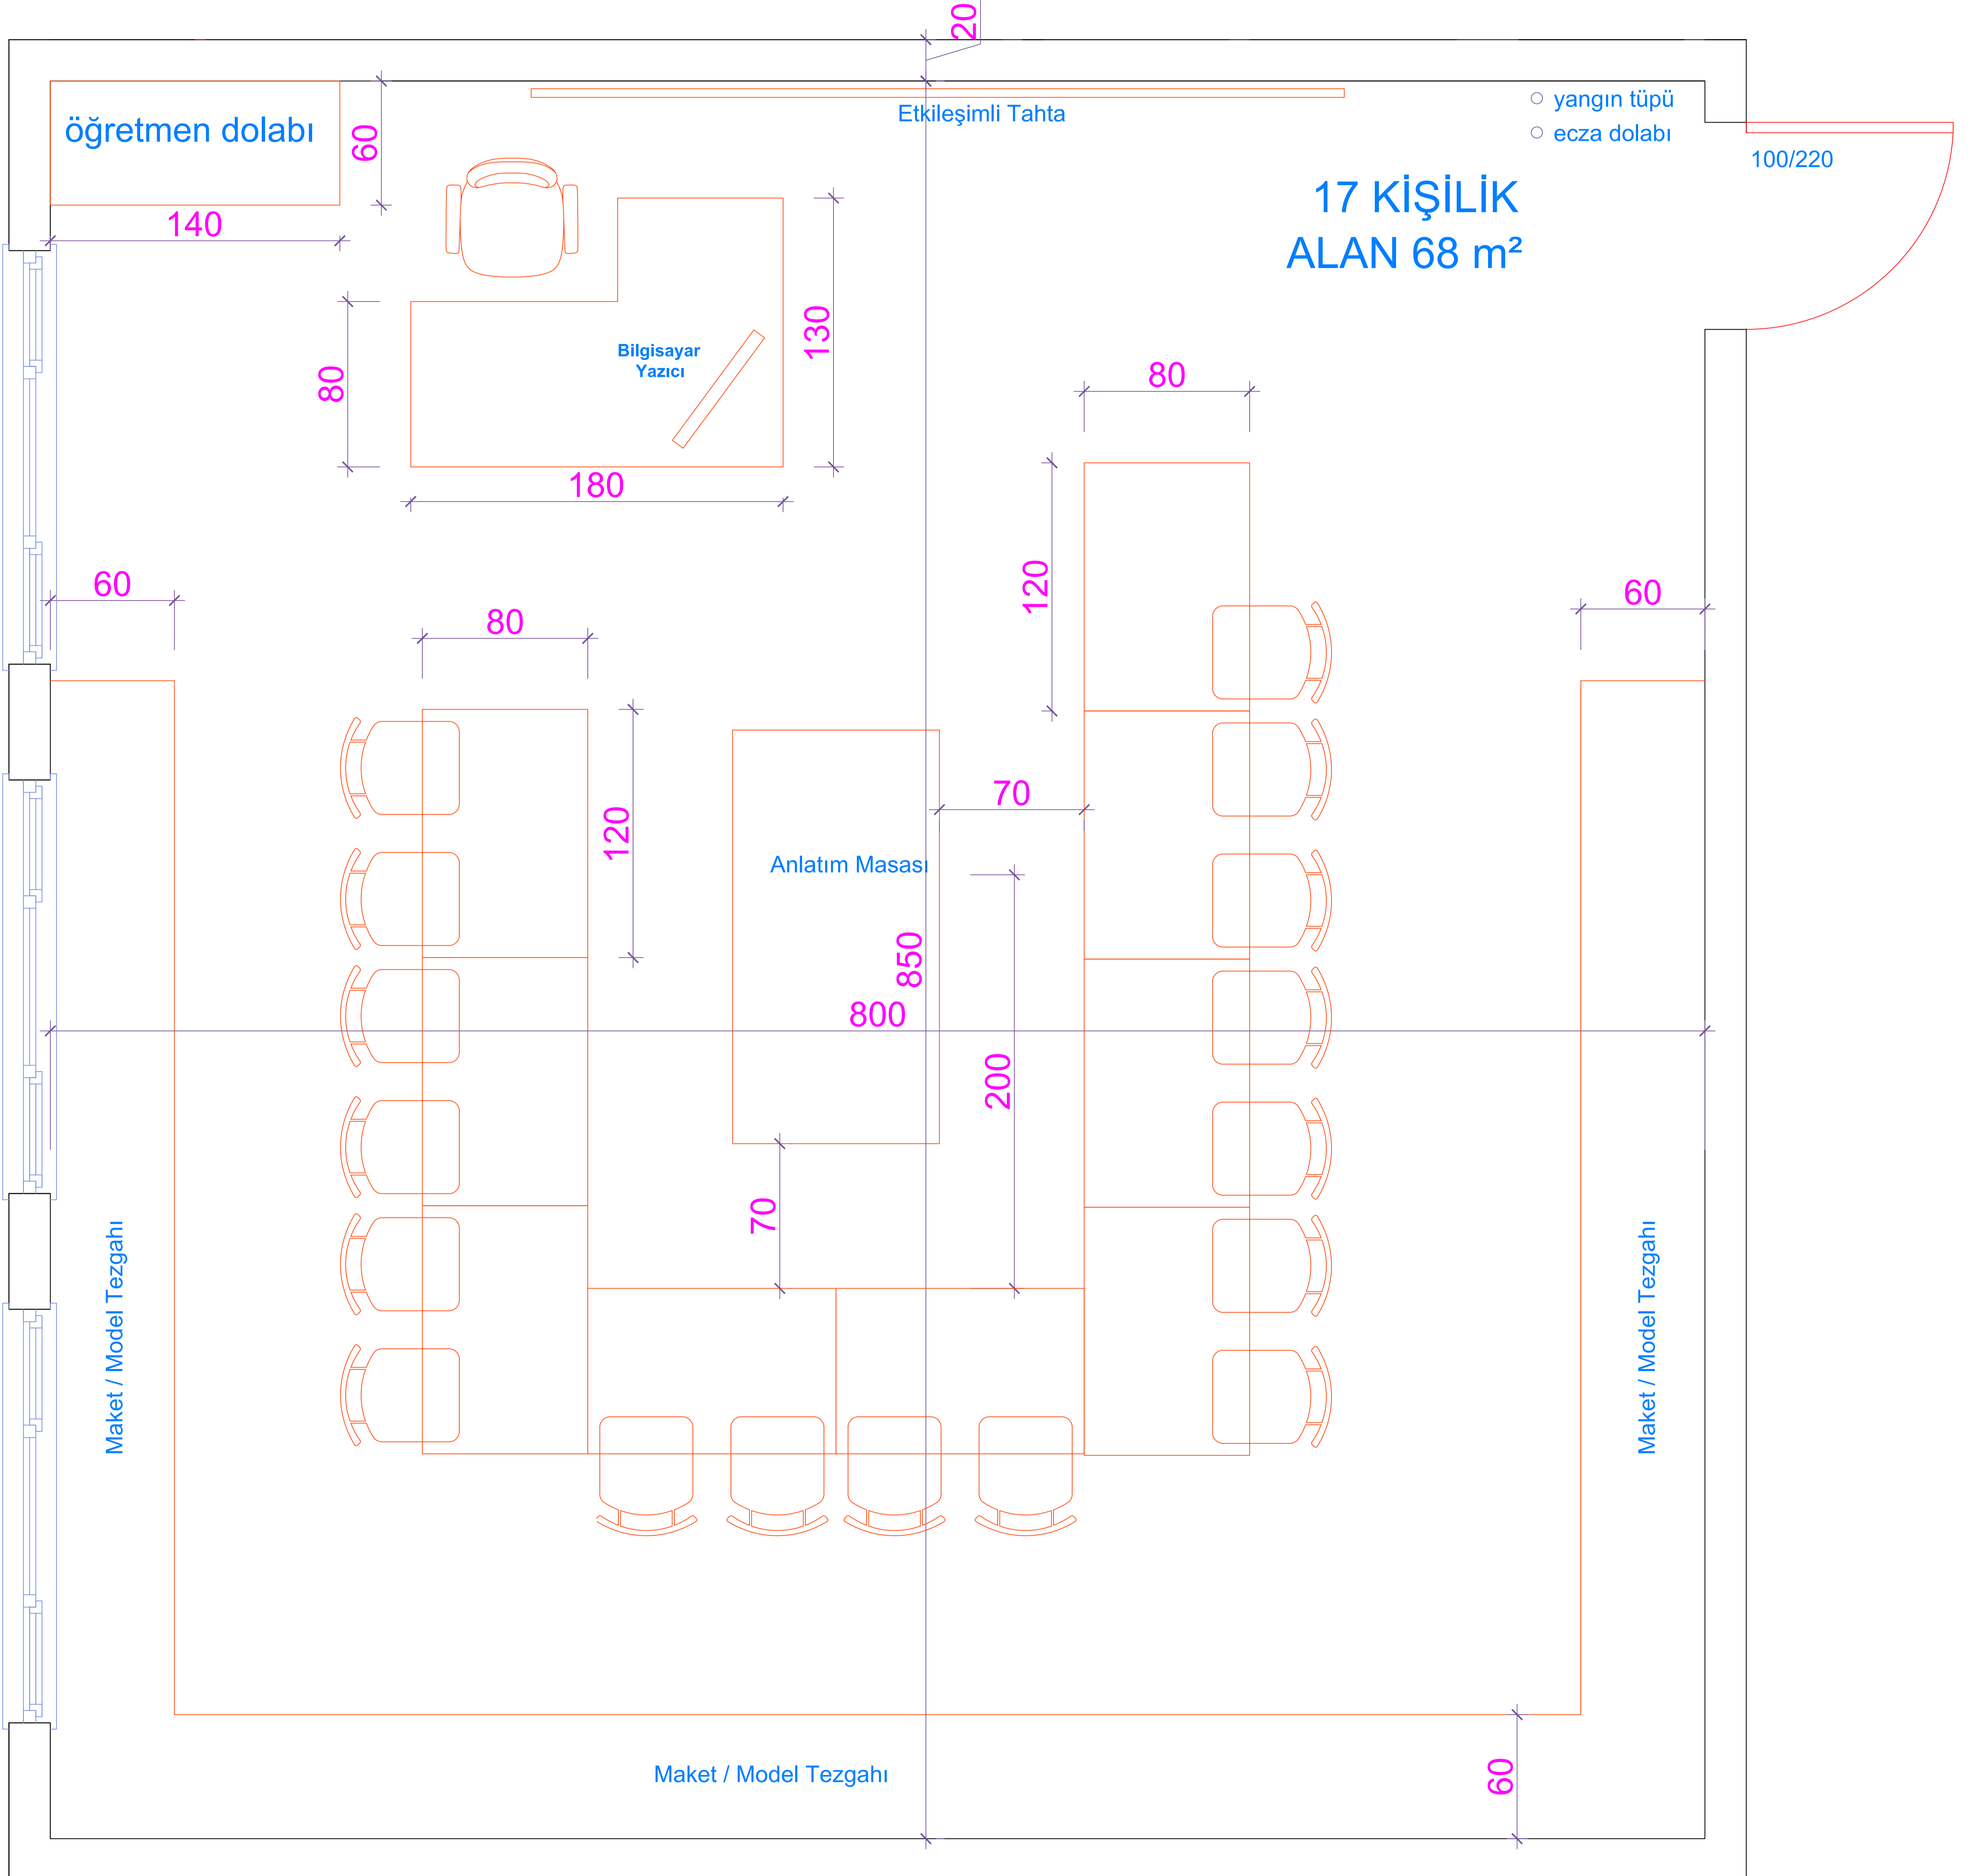 20
öğretmen dolabı
60
140
Etkileşimli Tahta
yangın tüpü
ecza dolabı
100/220
17 KİŞİLİK
ALAN 68 m²
Bilgisayar
Yazıcı
80
130
180
80
120
60
80
60
120
70
Anlatım Masası
850
800
200
70
Maket / Model Tezgahı
Maket / Model Tezgahı
Maket / Model Tezgahı
60